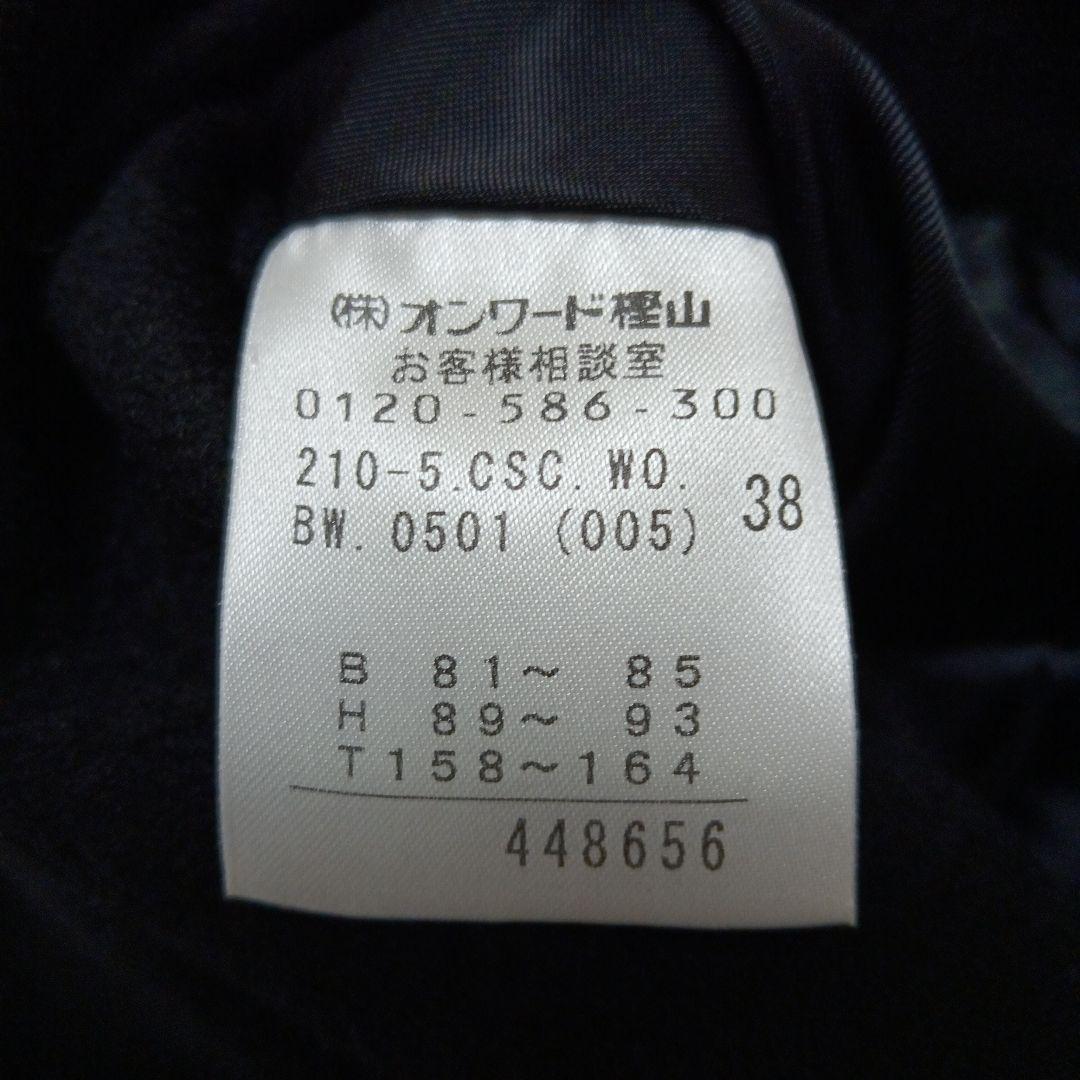 (株)オンワード樫山
お客様相談室
0120-586-300
210-5.CSC.WO. 38
BW.0501 (005)
B 81～ 85
H 89～ 93
T158～164
448656